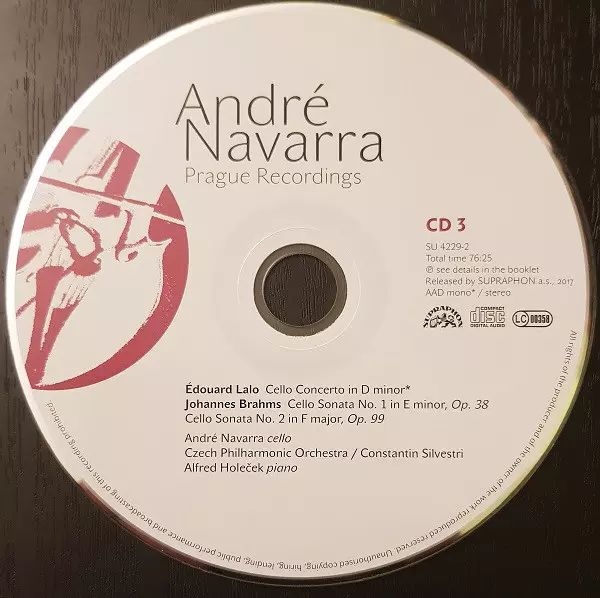 André
Navarra
Prague Recordings
CD 3
SU 4229-2
Total time 76:25
℗ see details in the booklet
Released by SUPRAPHON a.s., 2017
AAD mono* / stereo
SUPRAPHON
COMPACT
disc
DIGITAL AUDIO
LC 00358
Édouard Lalo Cello Concerto in D minor*
Johannes Brahms Cello Sonata No. 1 in E minor, Op. 38
Cello Sonata No. 2 in F major, Op. 99
André Navarra cello
Czech Philharmonic Orchestra / Constantin Silvestri
Alfred Holeček piano
All rights of the producer and of the owner of the work reproduced reserved. Unauthorised copying, hiring, lending, public performance and broadcasting of this recording prohibited